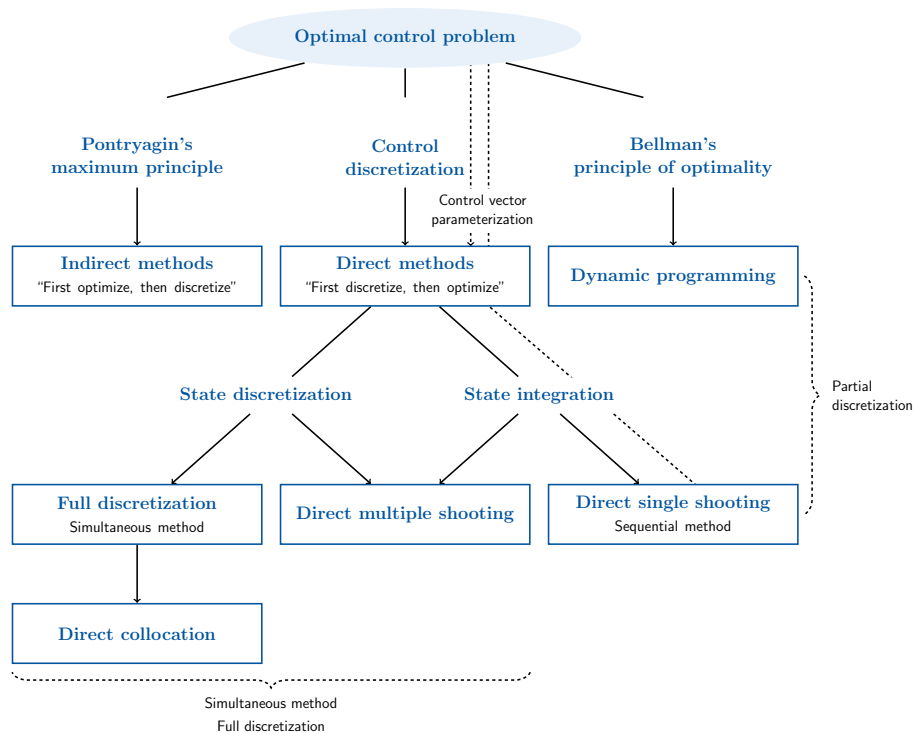 Optimal control problem
Pontryagin's
maximum principle
Control
discretization
Bellman's
principle of optimality
Control vector
parameterization
Indirect methods
“First optimize, then discretize”
Direct methods
“First discretize, then optimize”
Dynamic programming
State discretization
State integration
Partial
discretization
Full discretization
Simultaneous method
Direct multiple shooting
Direct single shooting
Sequential method
Direct collocation
Simultaneous method
Full discretization